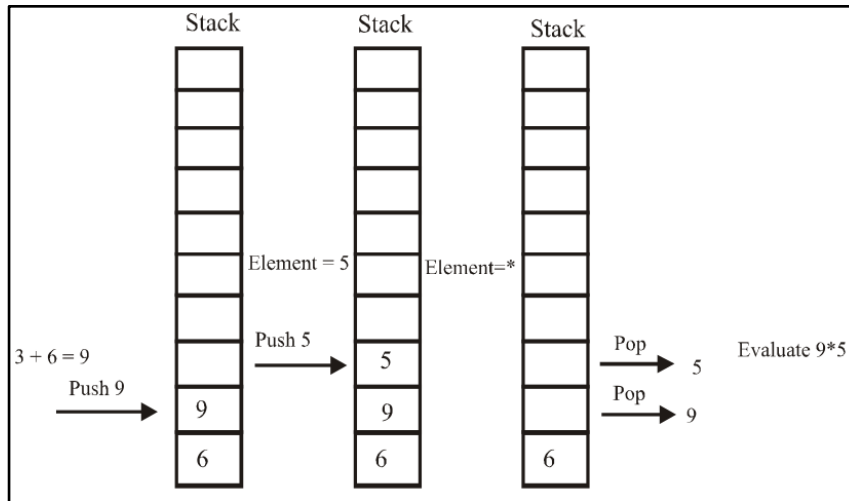 Stack
Stack
Stack
Element = 5
Element=*
3 + 6 = 9
Push 5
5
Pop
5
Evaluate 9*5
Push 9
9
9
Pop
9
6
6
6